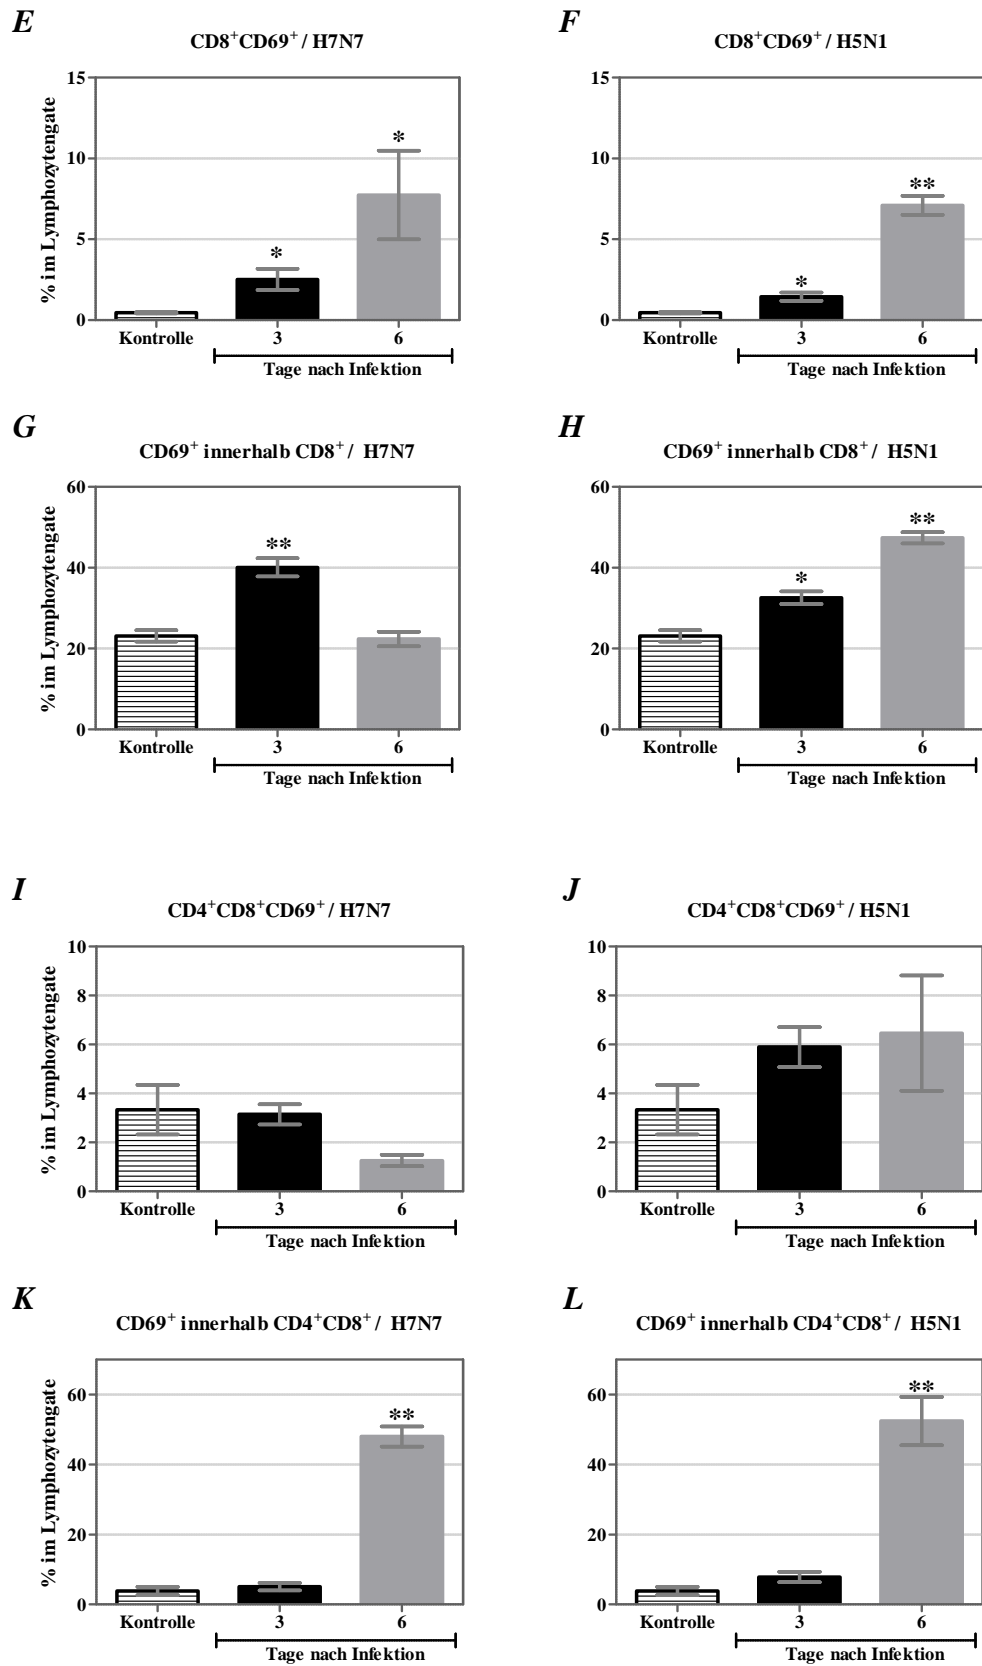 E
CD8⁺CD69⁺ / H7N7
% im Lymphozytengate
15
*
10
*
5
0
Kontrolle
3
6
Tage nach Infektion
F
CD8⁺CD69⁺ / H5N1
15
10
**
5
*
0
Kontrolle
3
6
Tage nach Infektion
G
CD69⁺ innerhalb CD8⁺ / H7N7
% im Lymphozytengate
60
**
40
20
0
Kontrolle
3
6
Tage nach Infektion
H
CD69⁺ innerhalb CD8⁺ / H5N1
60
**
40
*
20
0
Kontrolle
3
6
Tage nach Infektion
I
CD4⁺CD8⁺CD69⁺ / H7N7
% im Lymphozytengate
10
8
6
4
2
0
Kontrolle
3
6
Tage nach Infektion
J
CD4⁺CD8⁺CD69⁺ / H5N1
10
8
6
4
2
0
Kontrolle
3
6
Tage nach Infektion
K
CD69⁺ innerhalb CD4⁺CD8⁺ / H7N7
% im Lymphozytengate
60
**
40
20
0
Kontrolle
3
6
Tage nach Infektion
L
CD69⁺ innerhalb CD4⁺CD8⁺ / H5N1
**
60
40
20
0
Kontrolle
3
6
Tage nach Infektion